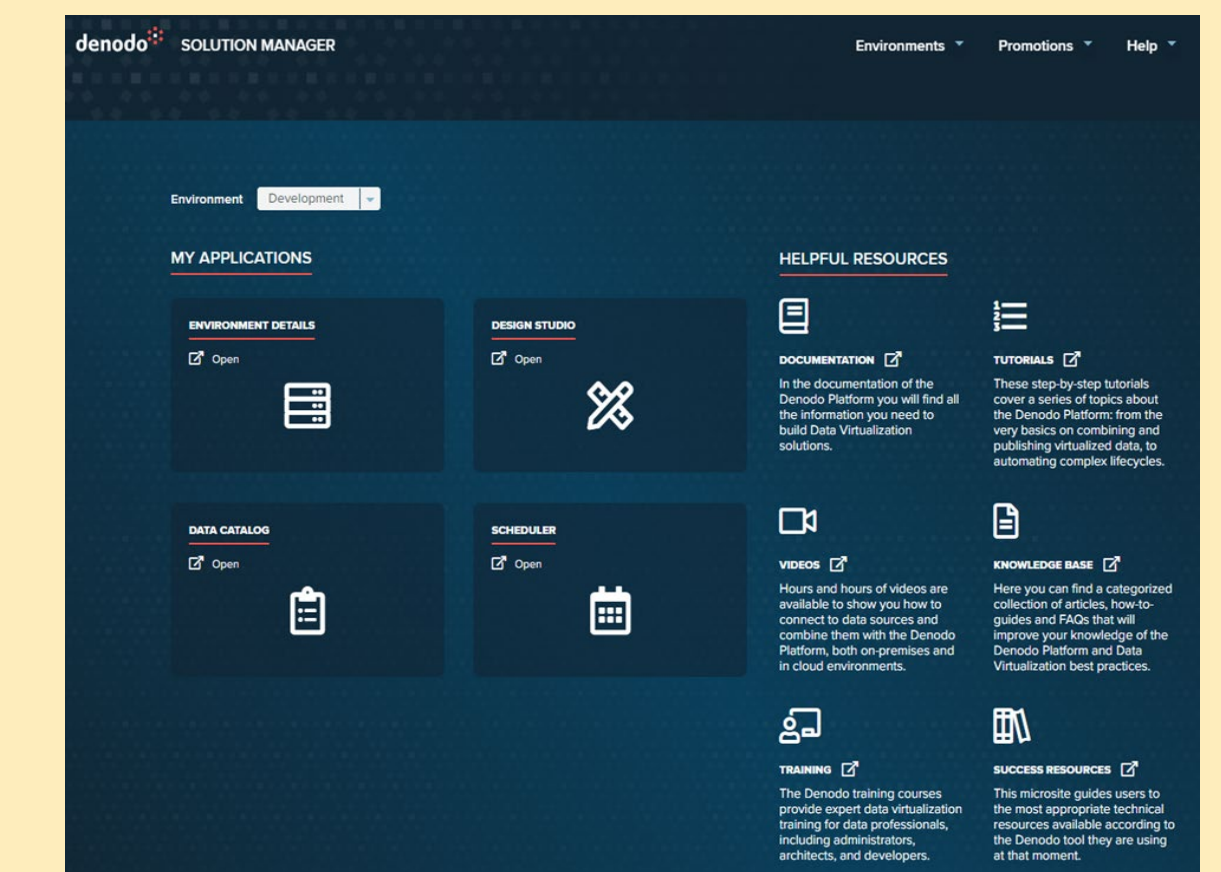 denodo SOLUTION MANAGER
Environments Promotions Help
Environment Development
MY APPLICATIONS
ENVIRONMENT DETAILS
Open
DESIGN STUDIO
Open
DATA CATALOG
Open
SCHEDULER
Open
HELPFUL RESOURCES
DOCUMENTATION
In the documentation of the
Denodo Platform you will find all
the information you need to
build Data Virtualization
solutions.
1
2
3
TUTORIALS
These step-by-step tutorials
cover a series of topics about
the Denodo Platform: from the
very basics on combining and
publishing virtualized data, to
automating complex lifecycles.
VIDEOS
Hours and hours of videos are
available to show you how to
connect to data sources and
combine them with the Denodo
Platform, both on-premises and
in cloud environments.
KNOWLEDGE BASE
Here you can find a categorized
collection of articles, how-to-
guides and FAQs that will
improve your knowledge of the
Denodo Platform and Data
Virtualization best practices.
TRAINING
The Denodo training courses
provide expert data virtualization
training for data professionals,
including administrators,
architects, and developers.
SUCCESS RESOURCES
This microsite guides users to
the most appropriate technical
resources available according to
the Denodo tool they are using
at that moment.